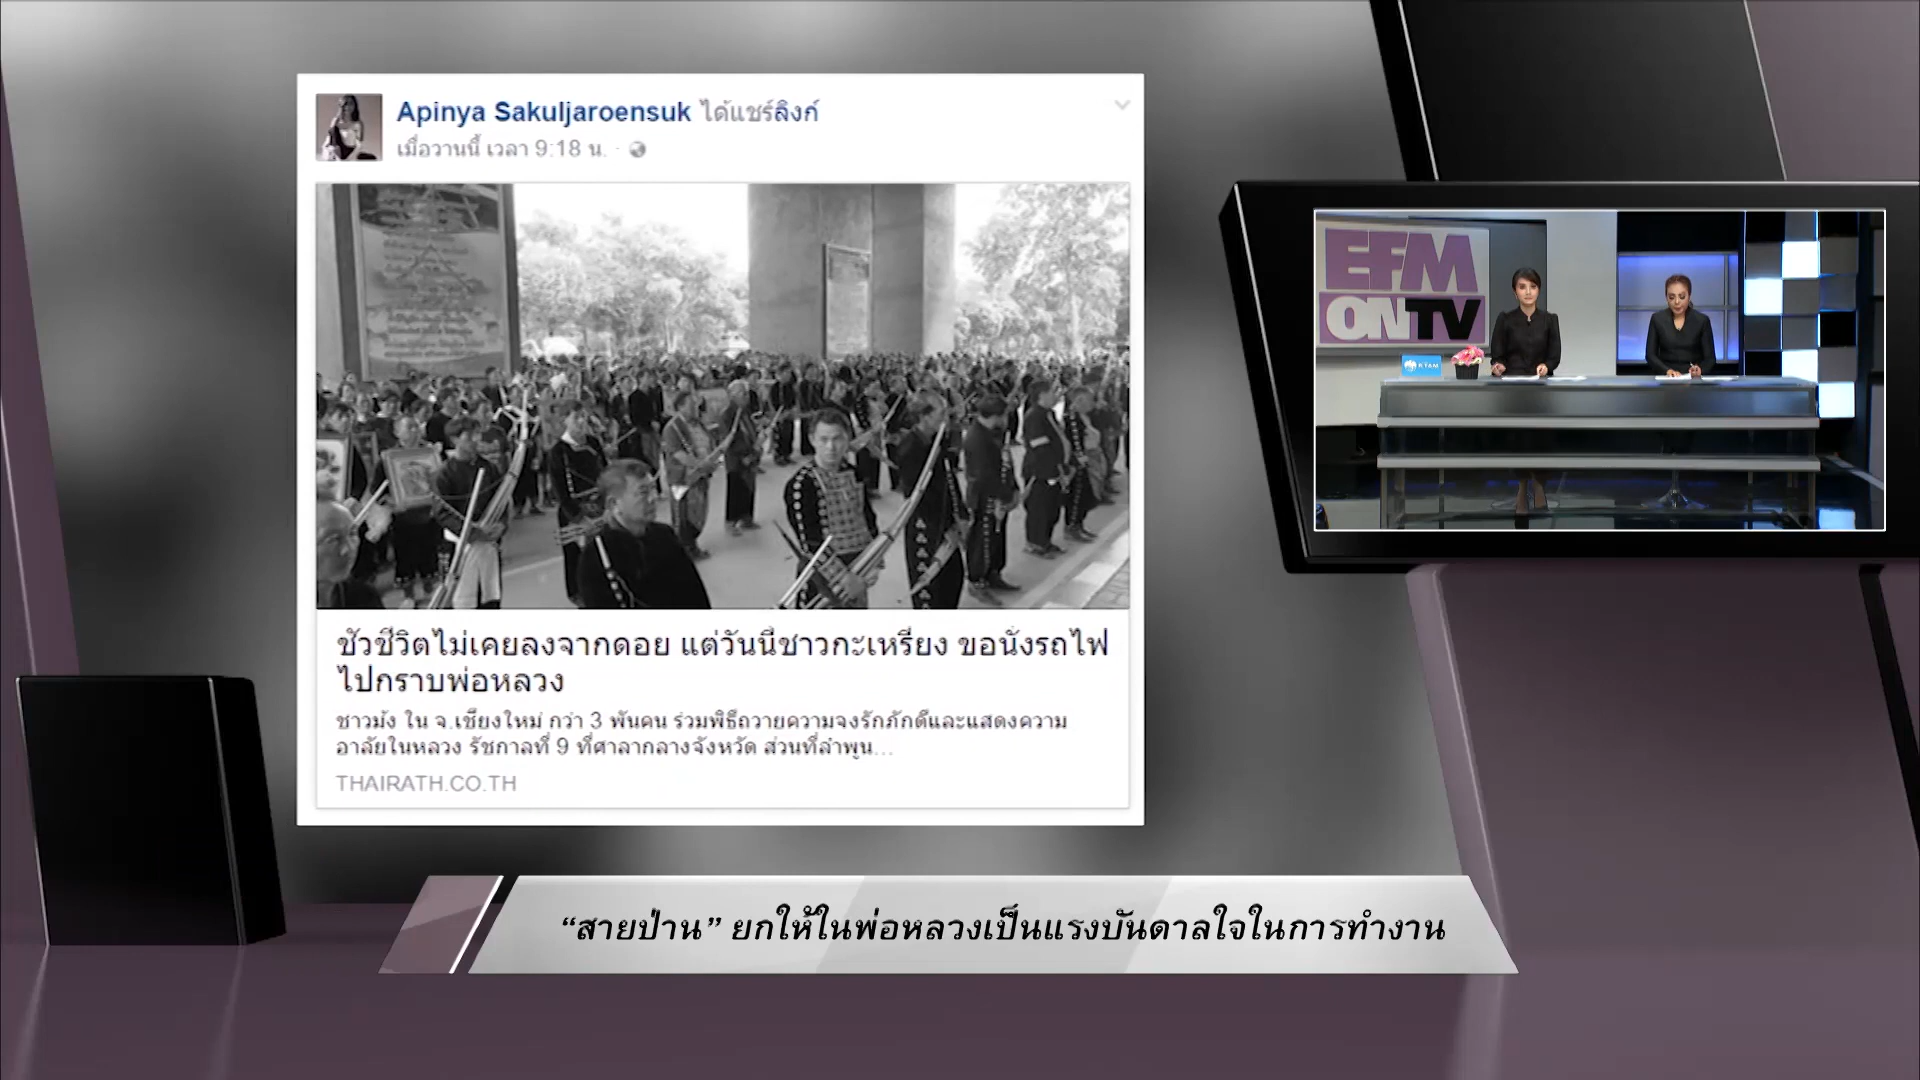 Apinya Sakuljaroensuk ได้แชร์ลิงก์
เมื่อวานนี้ เวลา 9:18 น. ·
ชั่วชีวิตไม่เคยลงจากดอย แต่วันนี้ชาวกะเหรี่ยง ขอนั่งรถไฟ
ไปกราบพ่อหลวง
ชาวม้ง ใน จ.เชียงใหม่ กว่า 3 พันคน ร่วมพิธีถวายความจงรักภักดีและแสดงความ
อาลัยในหลวง รัชกาลที่ 9 ที่ศาลากลางจังหวัด ส่วนที่ลำพูน...
THAIRATH.CO.TH
EFM
ONTV
KTAM
“สายป่าน” ยกให้ในพ่อหลวงเป็นแรงบันดาลใจในการทำงาน